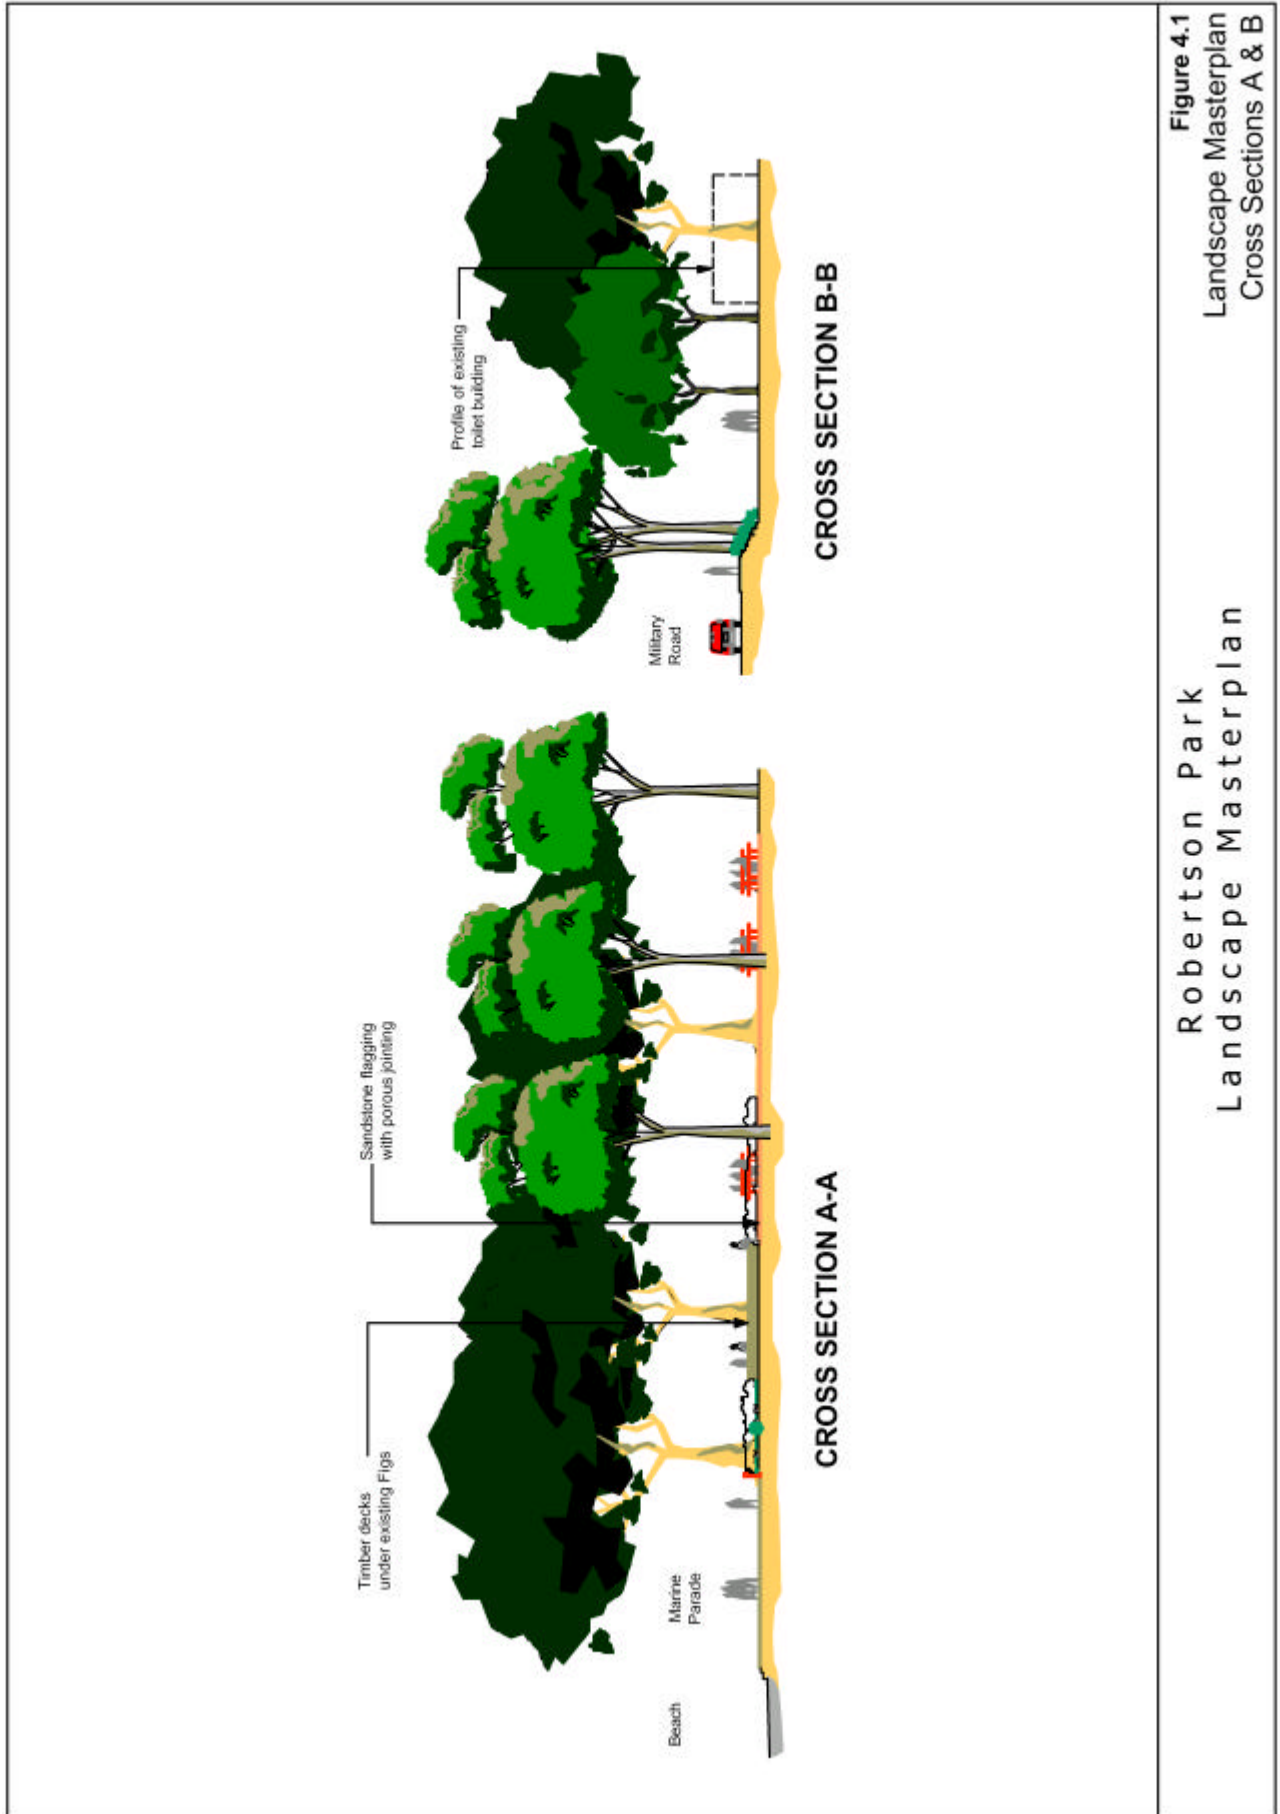 Timber decks
under existing Figs
Sandstone flagging
with porous jointing
Profile of existing
toilet building
Beach
Marine
Parade
Military
Road
CROSS SECTION A-A
CROSS SECTION B-B
Robertson Park
Landscape Masterplan
Figure 4.1
Landscape Masterplan
Cross Sections A & B